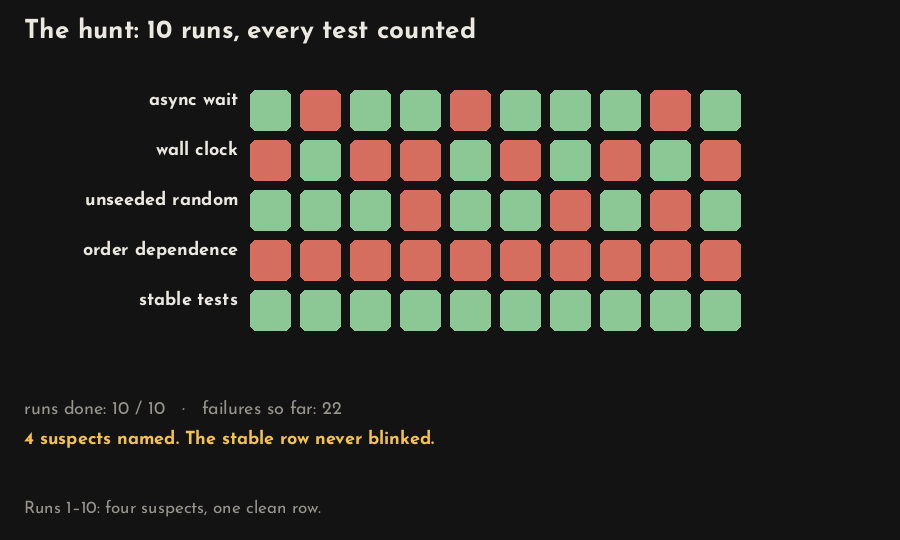 The hunt: 10 runs, every test counted
async wait
wall clock
unseeded random
order dependence
stable tests
runs done: 10 / 10 · failures so far: 22
4 suspects named. The stable row never blinked.
Runs 1–10: four suspects, one clean row.